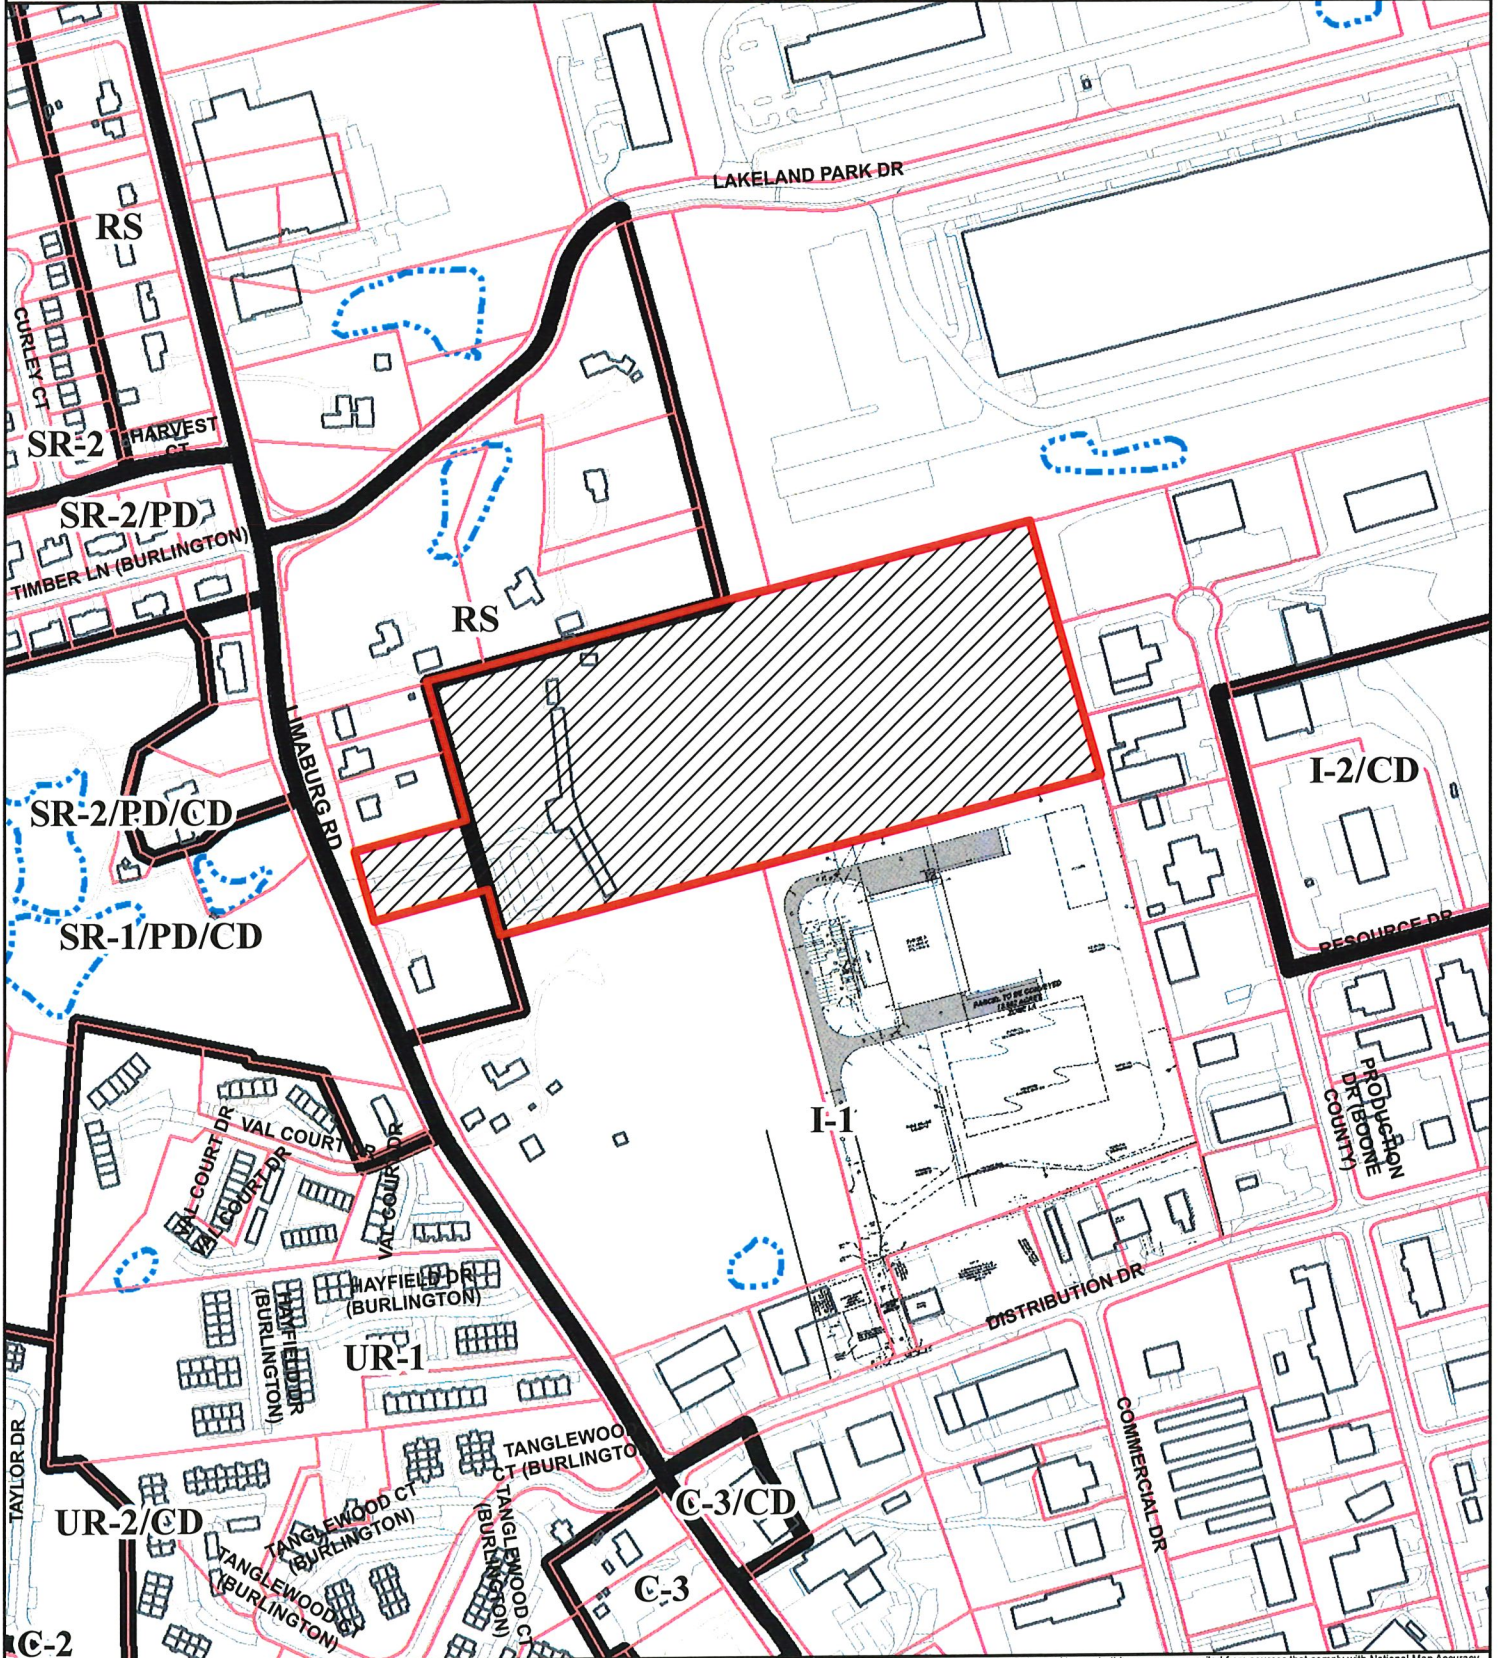 LAKELAND PARK DR
RS
CURLEY CT
SR-2
HARVEST
CT
SR-2/PD
TIMBER LN (BURLINGTON)
RS
LIMABURG RD
I-2/CD
SR-2/PD/CD
SR-1/PD/CD
RESOURCE DR
PARCEL TO BE CONVEYED
I-1
PRODUCTION
DR (BOONE
COUNTY)
VAL COURT DR
VAL COURT DR
VAL COURT DR
VAL COURT DR
HAYFIELD DR
(BURLINGTON)
HAYFIELD DR
(BURLINGTON)
DISTRIBUTION DR
UR-1
COMMERCIAL DR
TAYLOR DR
TANGLEWOOD
CT (BURLINGTON)
C-3/CD
UR-2/CD
TANGLEWOOD CT
(BURLINGTON)
TANGLEWOOD CT
(BURLINGTON)
TANGLEWOOD CT
(BURLINGTON)
C-3
C-2